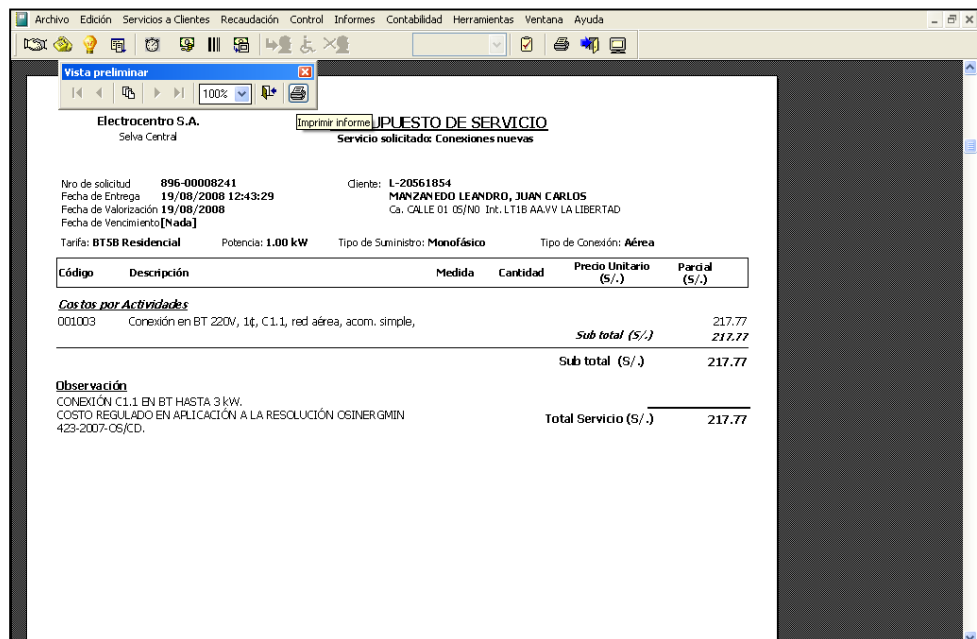 Archivo Edición Servicios a Clientes Recaudación Control Informes Contabilidad Herramientas Ventana Ayuda
Vista preliminar
100%
Imprimir informe
Electrocentro S.A.
UPUESTO DE SERVICIO
Selva Central
Servicio solicitado: Conexiones nuevas
Nro de solicitud 896-00008241 Cliente: L-20561854
Fecha de Entrega 19/08/2008 12:43:29 MANZANEDO LEANDRO, JUAN CARLOS
Fecha de Valorización 19/08/2008 Ca. CALLE 01 0S/N0 Int. LT1B AA.VV LA LIBERTAD
Fecha de Vencimiento [Nada]
Tarifa: BT5B Residencial Potencia: 1.00 kW Tipo de Suministro: Monofásico Tipo de Conexión: Aérea
Código Descripción Medida Cantidad Precio Unitario (S/.) Parcial (S/.)
Costos por Actividades
001003 Conexión en BT 220V, 1¢, C1.1, red aérea, acom. simple, 217.77
Sub total (S/.) 217.77
Sub total (S/.) 217.77
Observación
CONEXIÓN C1.1 EN BT HASTA 3 kW.
COSTO REGULADO EN APLICACIÓN A LA RESOLUCIÓN OSINERGMIN
423-2007-OS/CD.
Total Servicio (S/.) 217.77